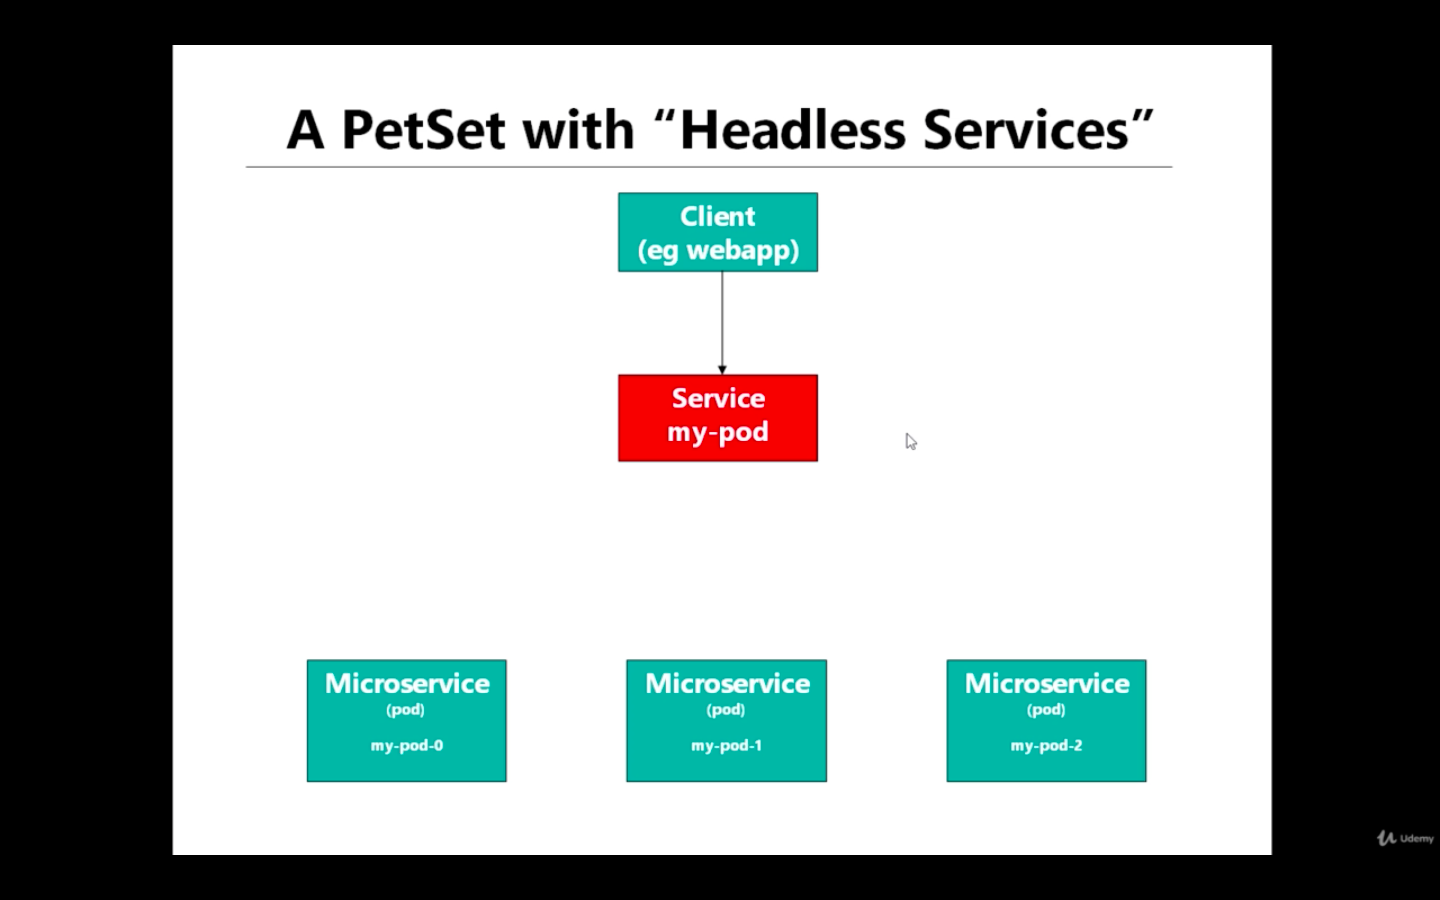 A PetSet with “Headless Services”
Client
(eg webapp)
Service
my-pod
Microservice
(pod)
my-pod-0
Microservice
(pod)
my-pod-1
Microservice
(pod)
my-pod-2
Udemy